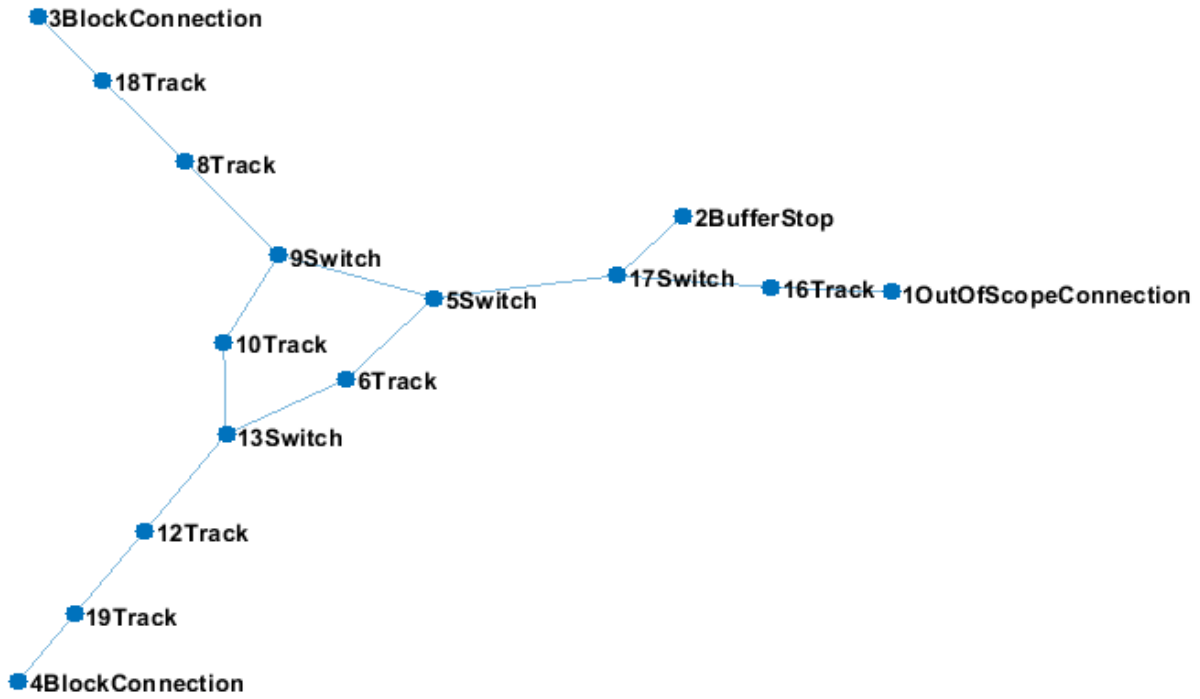 3BlockConnection
18Track
8Track
2BufferStop
9Switch
17Switch
16Track
1OutOfScopeConnection
5Switch
10Track
6Track
13Switch
12Track
19Track
4BlockConnection